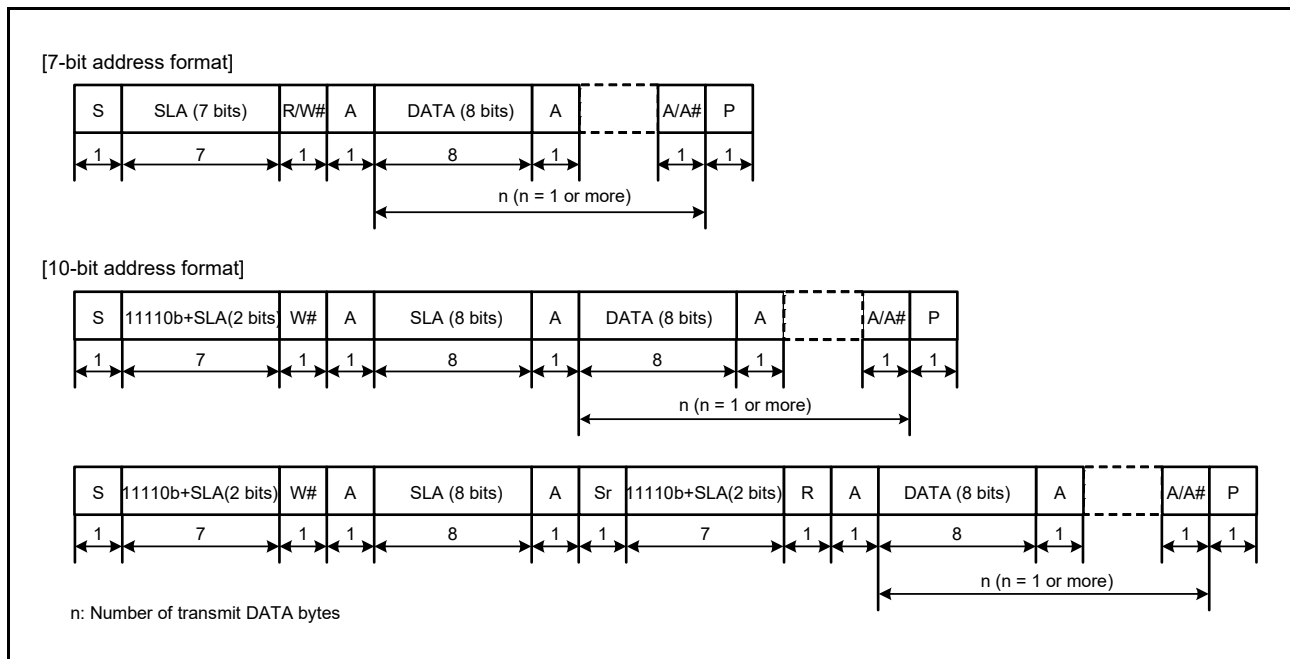 [7-bit address format]
S SLA (7 bits) R/W# A DATA (8 bits) A A/A# P
1 7 1 1 8 1 1 1
n (n = 1 or more)
[10-bit address format]
S 11110b+SLA(2 bits) W# A SLA (8 bits) A DATA (8 bits) A A/A# P
1 7 1 1 8 1 8 1 1 1
n (n = 1 or more)
S 11110b+SLA(2 bits) W# A SLA (8 bits) A Sr 11110b+SLA(2 bits) R A DATA (8 bits) A A/A# P
1 7 1 1 8 1 1 7 1 1 8 1 1 1
n (n = 1 or more)
n: Number of transmit DATA bytes